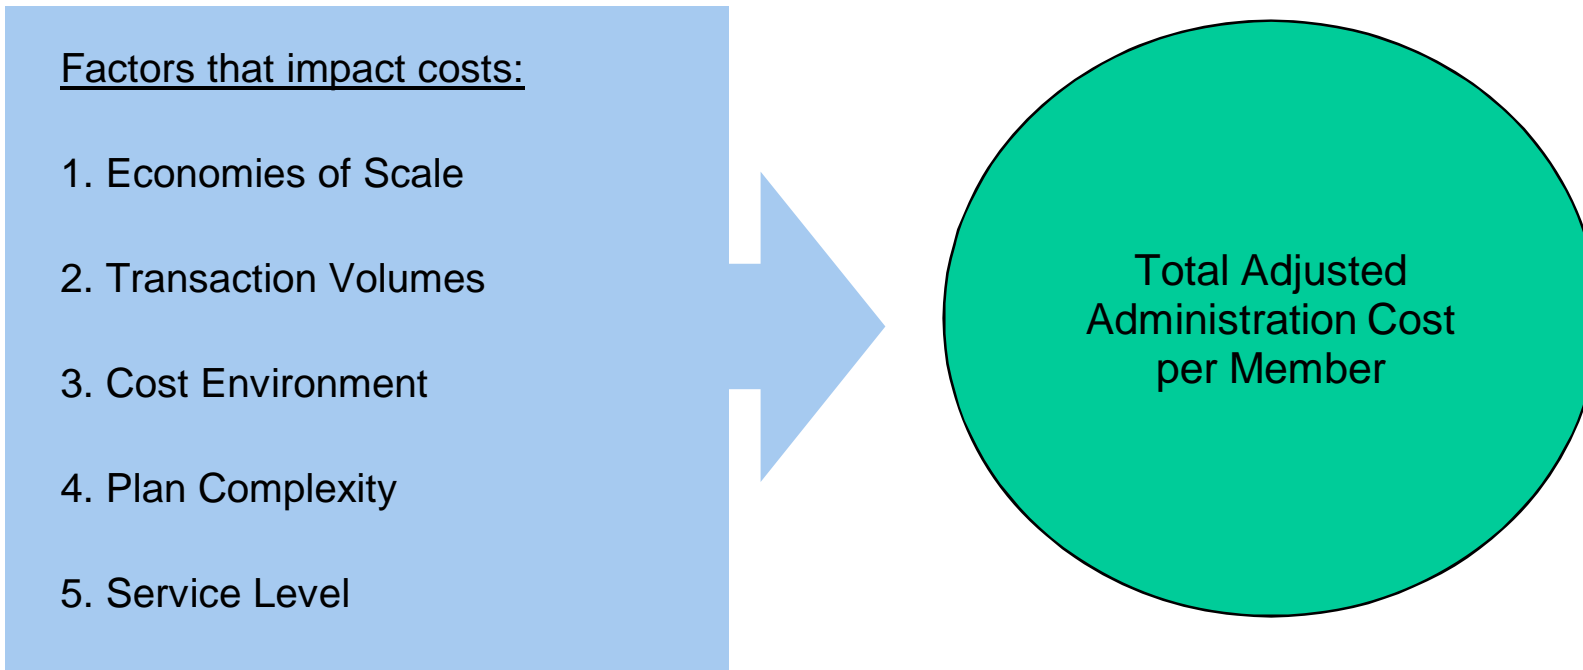 Factors that impact costs:
1. Economies of Scale
2. Transaction Volumes
3. Cost Environment
4. Plan Complexity
5. Service Level
Total Adjusted
Administration Cost
per Member